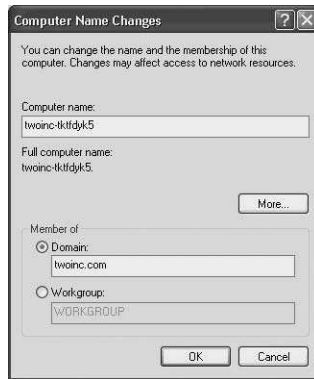 Computer Name Changes
You can change the name and the membership of this
computer. Changes may affect access to network resources.
Computer name:
twoinc-tktfdyk5
Full computer name:
twoinc-tktfdyk5.
More...
Member of
Domain:
twoinc.com
Workgroup:
WORKGROUP
OK
Cancel